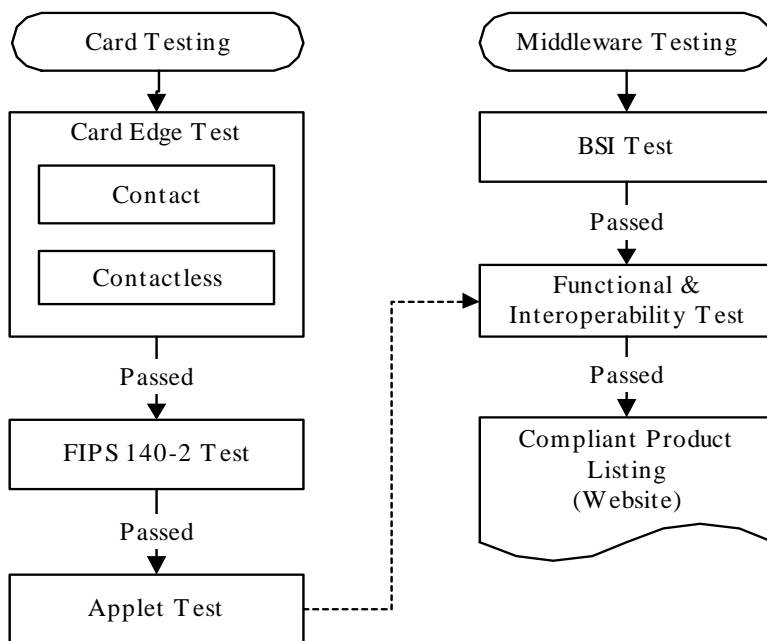 Card Testing
Card Edge Test
Contact
Contactless
Passed
FIPS 140-2 Test
Passed
Applet Test
Middleware Testing
BSI Test
Passed
Functional &
Interoperability Test
Passed
Compliant Product
Listing
(Website)